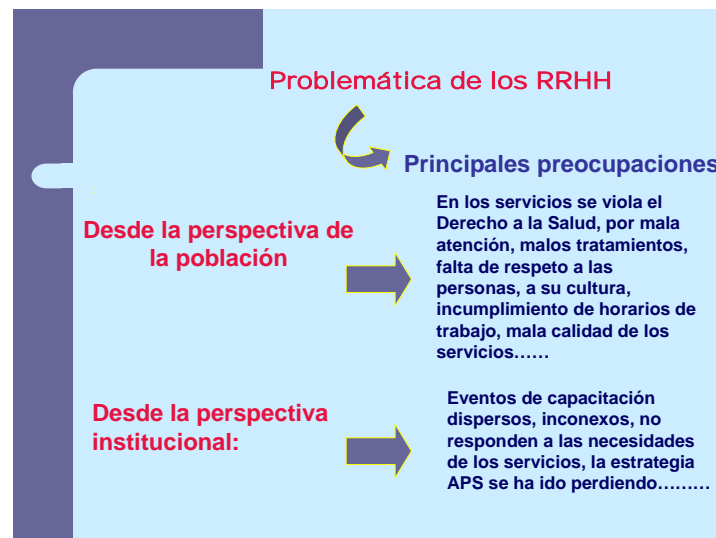 Problemática de los RRHH
Principales preocupaciones
Desde la perspectiva de
la población
En los servicios se viola el
Derecho a la Salud, por mala
atención, malos tratamientos,
falta de respeto a las
personas, a su cultura,
incumplimiento de horarios de
trabajo, mala calidad de los
servicios……
Desde la perspectiva
institucional:
Eventos de capacitación
dispersos, inconexos, no
responden a las necesidades
de los servicios, la estrategia
APS se ha ido perdiendo………